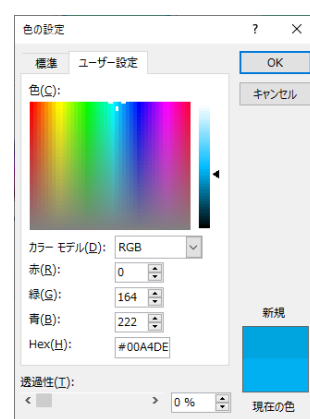 色の設定 ? ×
標準 ユーザー設定
OK
キャンセル
色(C):
カラー モデル(D): RGB
赤(R): 0
緑(G): 164
青(B): 222
Hex(H): #00A4DE
新規
透過性(T):
< > 0 %
現在の色